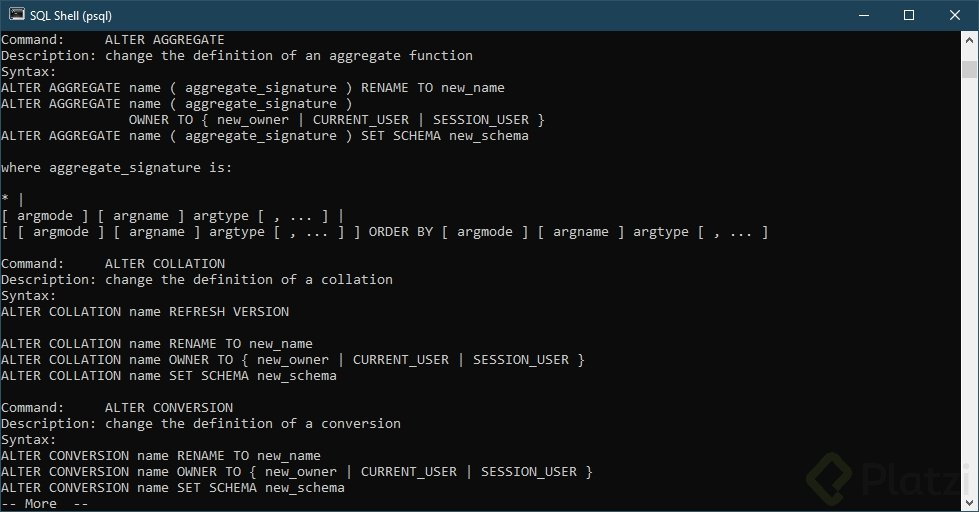 SQL Shell (psql)
Command:     ALTER AGGREGATE
Description: change the definition of an aggregate function
Syntax:
ALTER AGGREGATE name ( aggregate_signature ) RENAME TO new_name
ALTER AGGREGATE name ( aggregate_signature )
                OWNER TO { new_owner | CURRENT_USER | SESSION_USER }
ALTER AGGREGATE name ( aggregate_signature ) SET SCHEMA new_schema

where aggregate_signature is:

* |
[ argmode ] [ argname ] argtype [ , ... ] |
[ [ argmode ] [ argname ] argtype [ , ... ] ] ORDER BY [ argmode ] [ argname ] argtype [ , ... ]

Command:     ALTER COLLATION
Description: change the definition of a collation
Syntax:
ALTER COLLATION name REFRESH VERSION

ALTER COLLATION name RENAME TO new_name
ALTER COLLATION name OWNER TO { new_owner | CURRENT_USER | SESSION_USER }
ALTER COLLATION name SET SCHEMA new_schema

Command:     ALTER CONVERSION
Description: change the definition of a conversion
Syntax:
ALTER CONVERSION name RENAME TO new_name
ALTER CONVERSION name OWNER TO { new_owner | CURRENT_USER | SESSION_USER }
ALTER CONVERSION name SET SCHEMA new_schema
-- More  --
Platzi